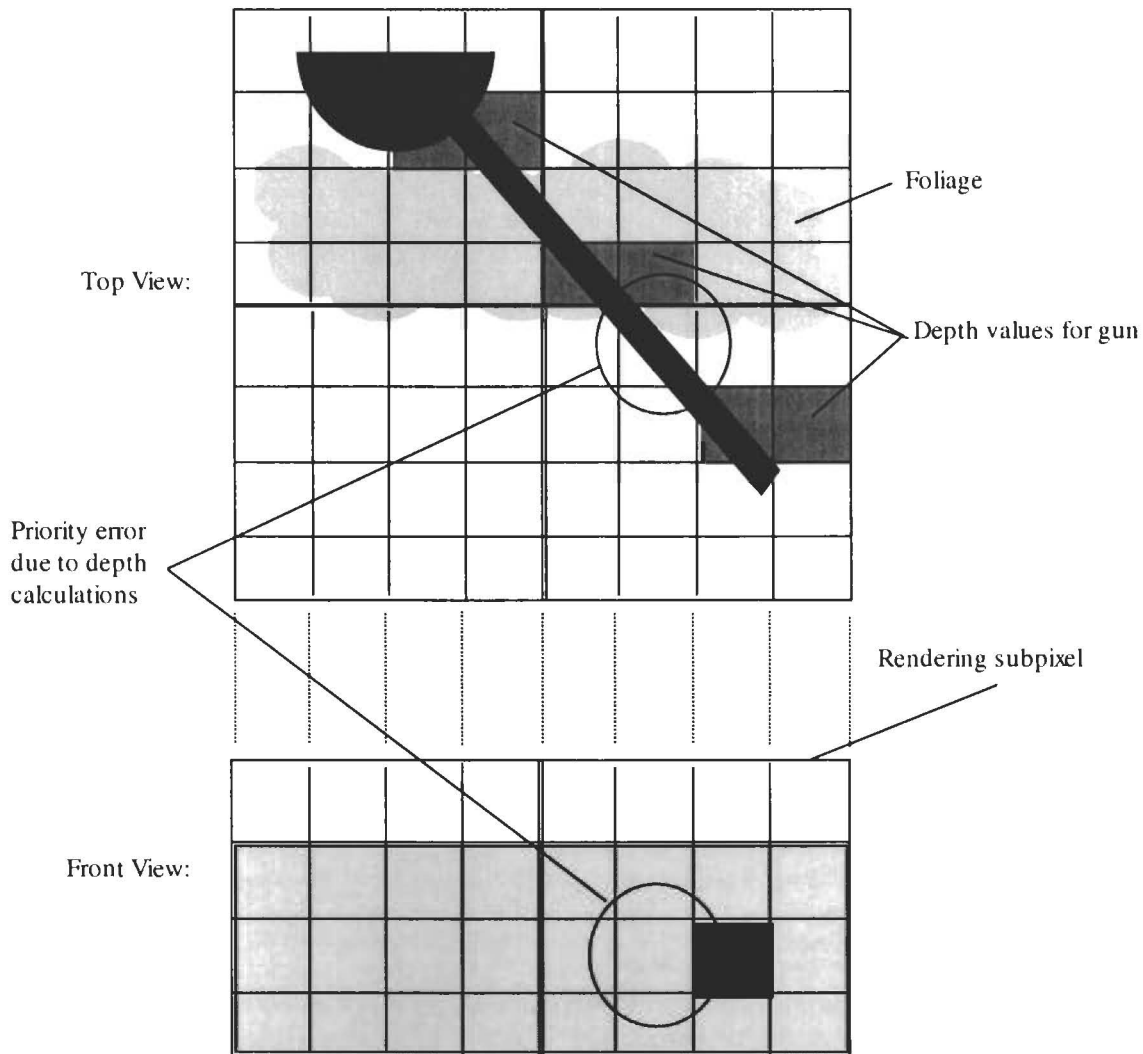 Foliage
Top View:
Depth values for gun
Priority error
due to depth
calculations
Rendering subpixel
Front View: